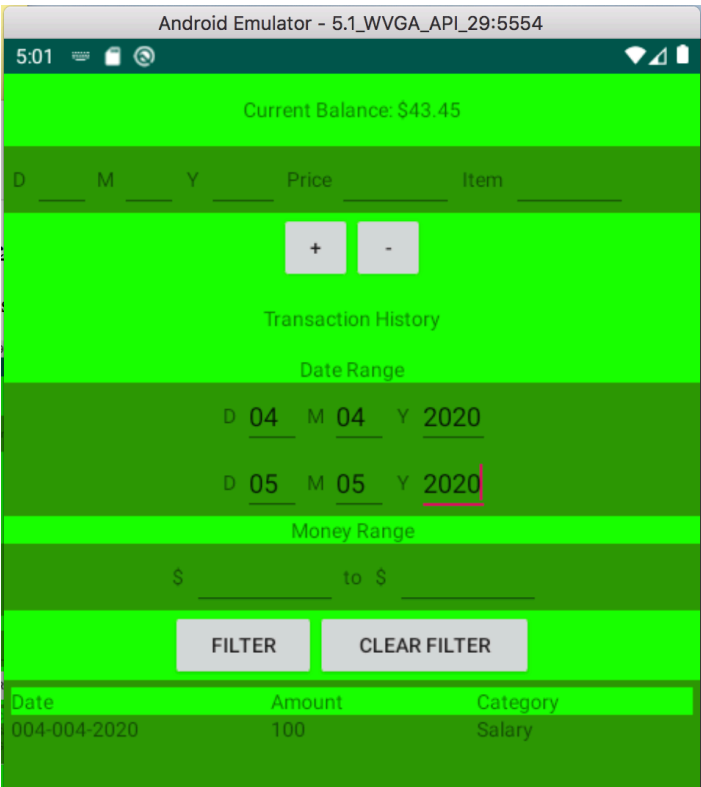 Android Emulator - 5.1_WVGA_API_29:5554
5:01
Current Balance: $43.45
D M Y Price Item
+ -
Transaction History
Date Range
D 04 M 04 Y 2020
D 05 M 05 Y 2020
Money Range
$ to $
FILTER CLEAR FILTER
Date Amount Category
004-004-2020 100 Salary